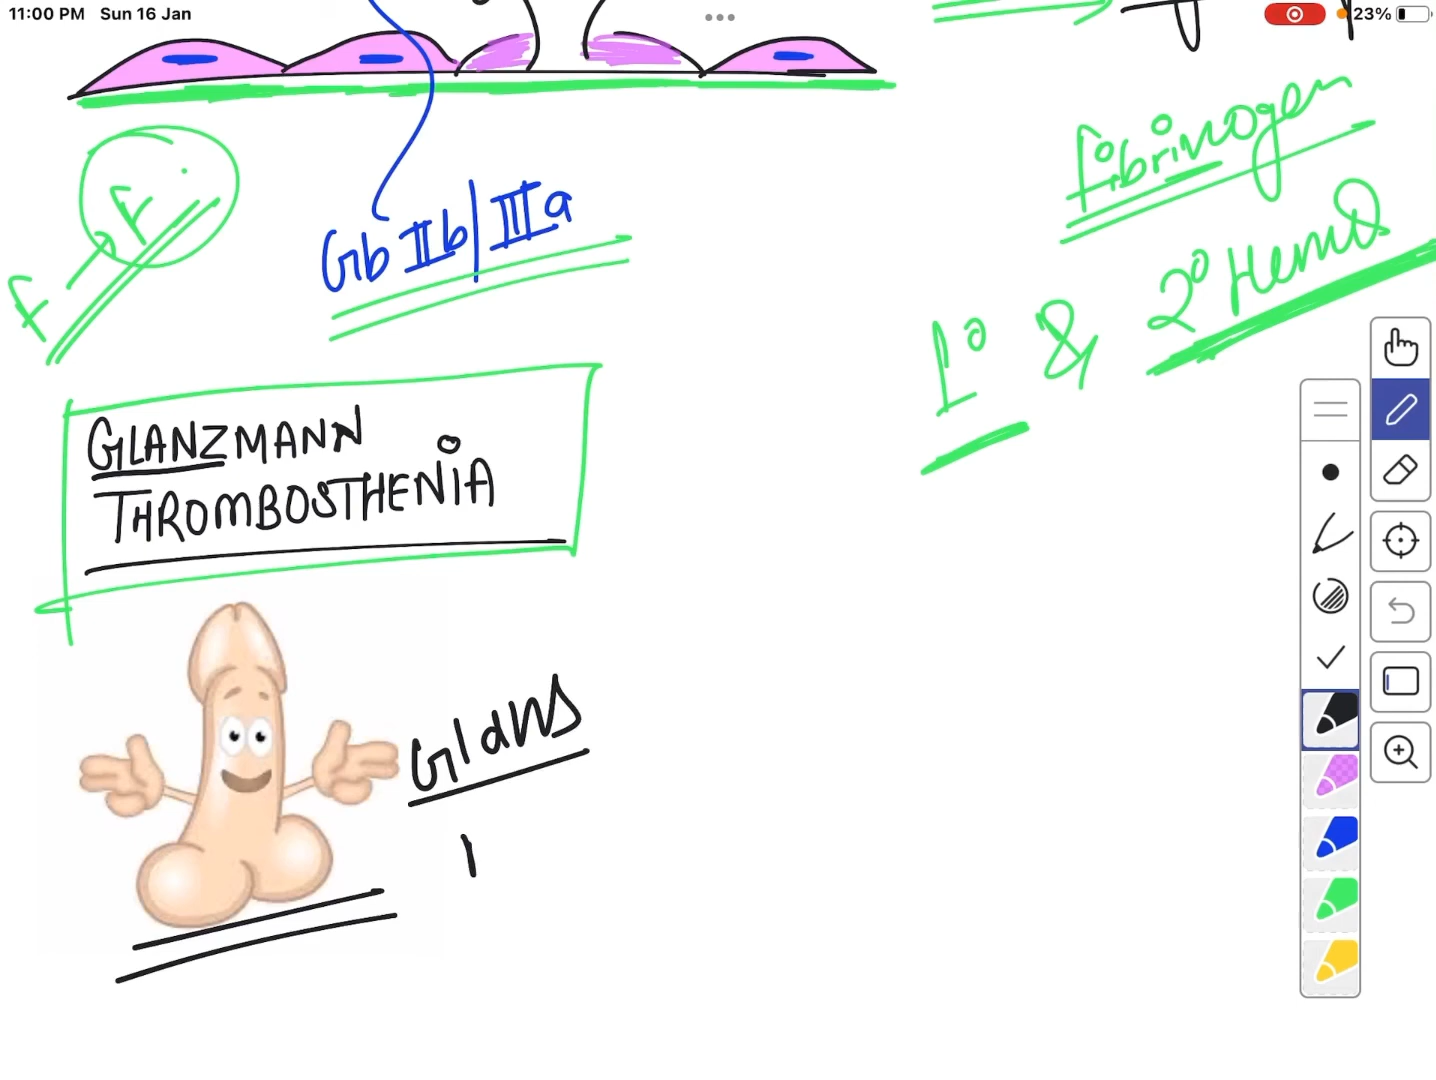 11:00 PM Sun 16 Jan
23%
Fibrinogen
Gb IIb/IIIa
F
F
1° & 2° Hemo
GLANZMANN
THROMBOSTHENIA
Glans